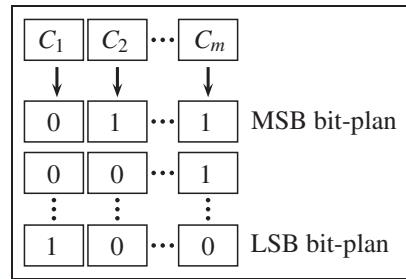 C1 C2 ··· Cm
0 1 ··· 1 MSB bit-plan
0 0 1
1 0 ··· 0 LSB bit-plan